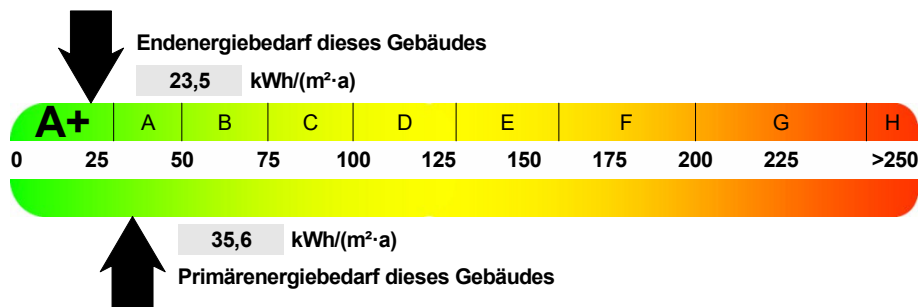 Endenergiebedarf dieses Gebäudes
23,5 kWh/(m²·a)
A+ A B C D E F G H
0 25 50 75 100 125 150 175 200 225 >250
35,6 kWh/(m²·a)
Primärenergiebedarf dieses Gebäudes